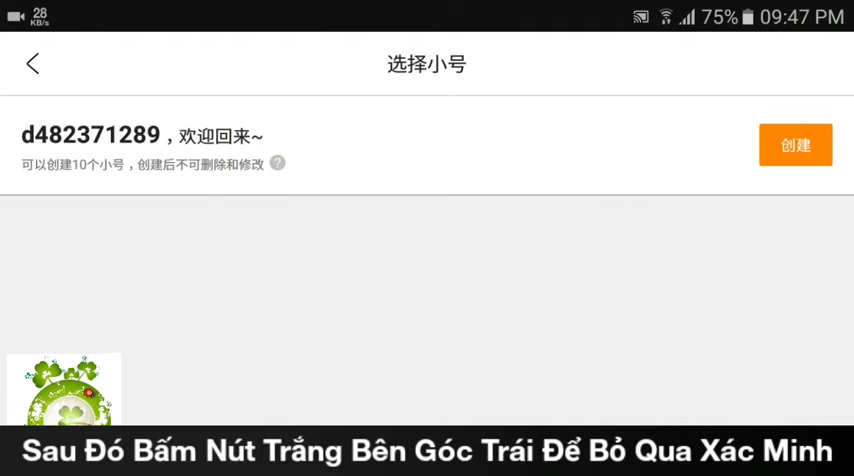 28
KB/s
75% 09:47 PM
选择小号
d482371289，欢迎回来~
可以创建10个小号，创建后不可删除和修改 ?
创建
Sau Đó Bấm Nút Trắng Bên Góc Trái Để Bỏ Qua Xác Minh